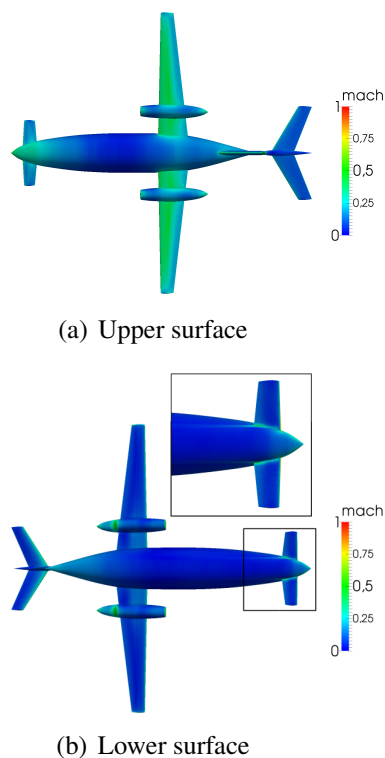 mach
1
0,75
0,5
0,25
0
(a) Upper surface
mach
1
0,75
0,5
0,25
0
(b) Lower surface